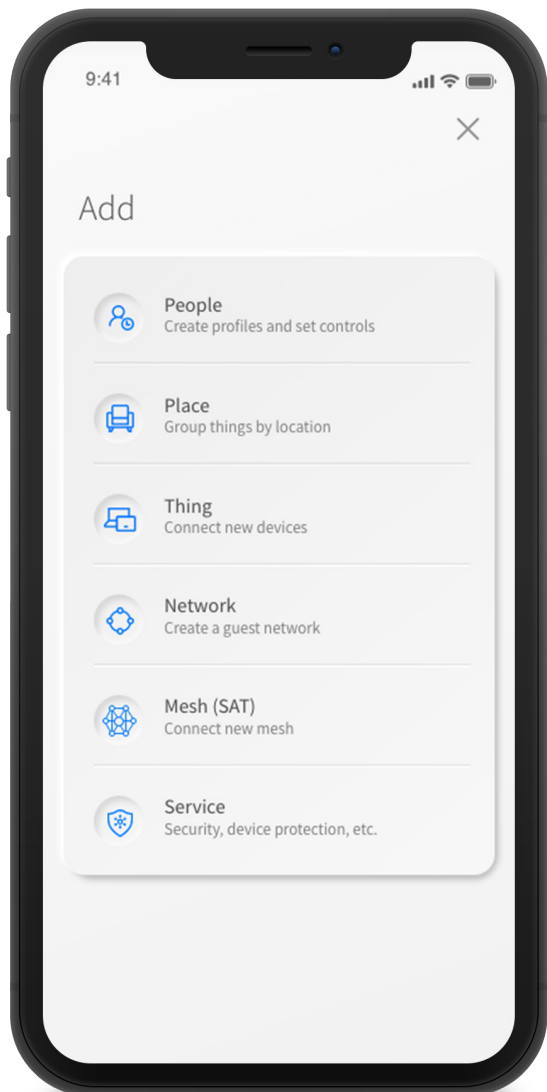 9:41
Add
People
Create profiles and set controls
Place
Group things by location
Thing
Connect new devices
Network
Create a guest network
Mesh (SAT)
Connect new mesh
Service
Security, device protection, etc.